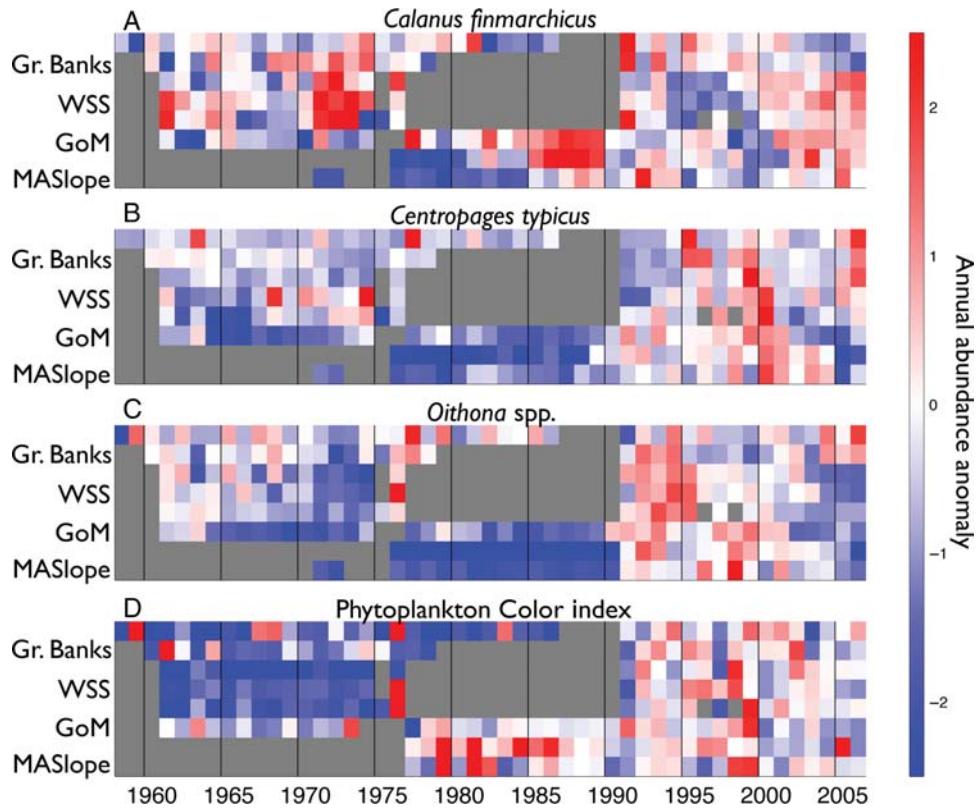 A Calanus finmarchicus
Gr. Banks
WSS
GoM
MASlope
B Centropages typicus
Gr. Banks
WSS
GoM
MASlope
C Oithona spp.
Gr. Banks
WSS
GoM
MASlope
D Phytoplankton Color index
Gr. Banks
WSS
GoM
MASlope
1960 1965 1970 1975 1980 1985 1990 1995 2000 2005
2
1
0
−1
−2
Annual abundance anomaly